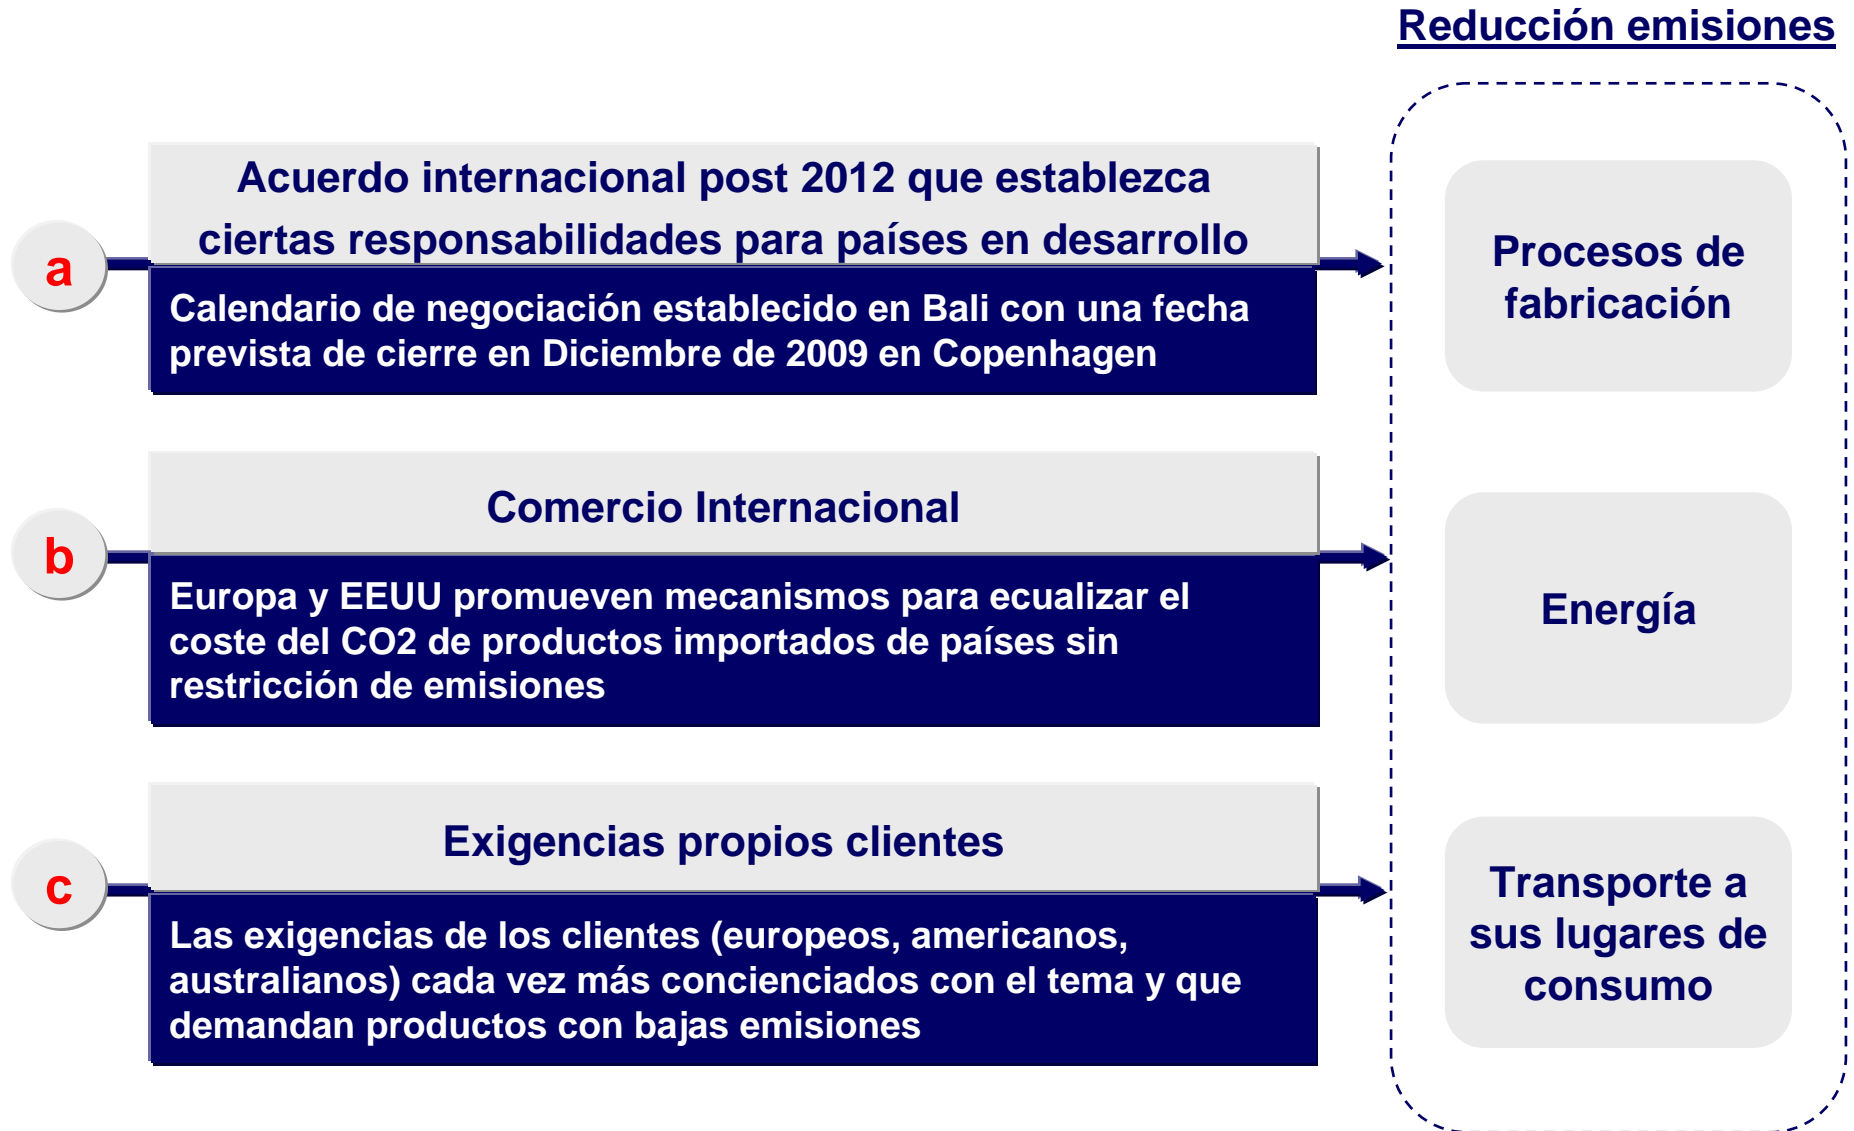 Reducción emisiones
a
Acuerdo internacional post 2012 que establezca
ciertas responsabilidades para países en desarrollo
Calendario de negociación establecido en Bali con una fecha
prevista de cierre en Diciembre de 2009 en Copenhagen
Procesos de
fabricación
b
Comercio Internacional
Europa y EEUU promueven mecanismos para ecualizar el
coste del CO2 de productos importados de países sin
restricción de emisiones
Energía
c
Exigencias propios clientes
Las exigencias de los clientes (europeos, americanos,
australianos) cada vez más concienciados con el tema y que
demandan productos con bajas emisiones
Transporte a
sus lugares de
consumo